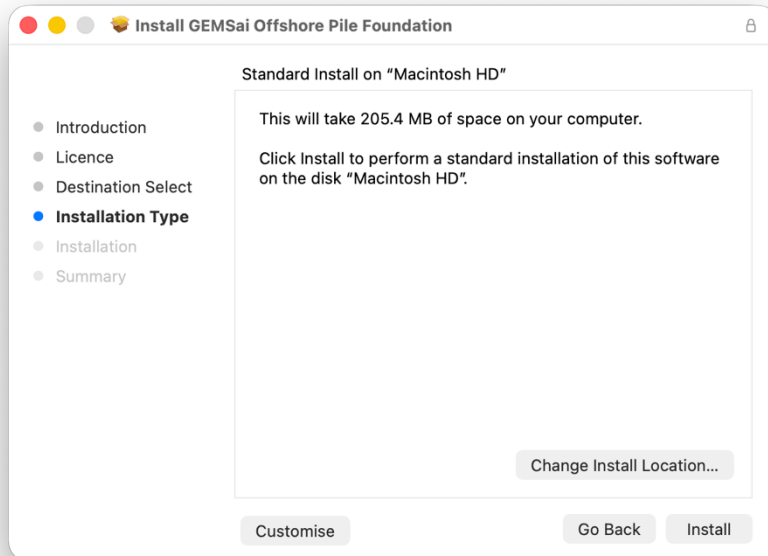 Install GEMSai Offshore Pile Foundation
Standard Install on “Macintosh HD”
Introduction
Licence
Destination Select
Installation Type
Installation
Summary
This will take 205.4 MB of space on your computer.
Click Install to perform a standard installation of this software
on the disk “Macintosh HD”.
Change Install Location...
Customise
Go Back
Install